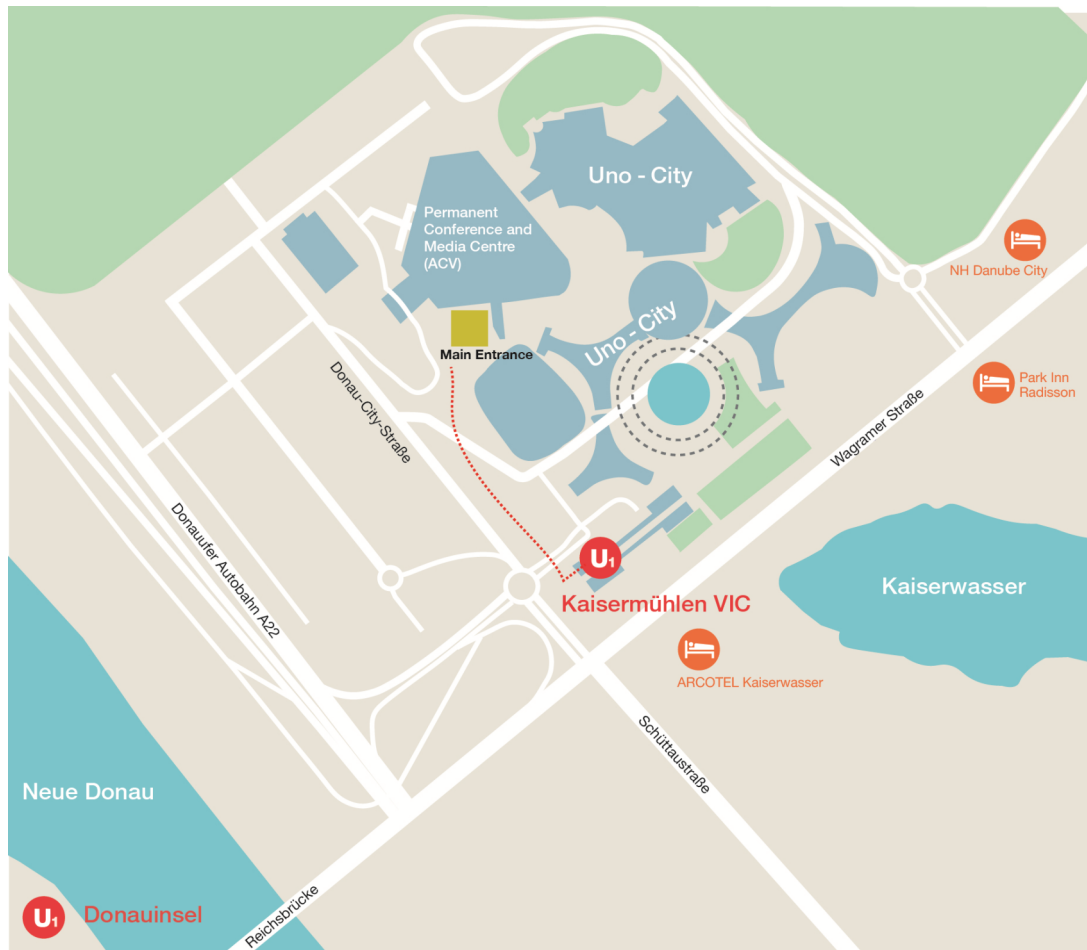 Uno - City
Permanent
Conference and
Media Centre
(ACV)
NH Danube City
Uno - City
Main Entrance
Park Inn
Radisson
Donau-City-Straße
Wagramer Straße
Donauufer Autobahn A22
U1
Kaisermühlen VIC
Kaiserwasser
ARCOTEL Kaiserwasser
Schüttaustraße
Neue Donau
Reichsbrücke
U1 Donauinsel